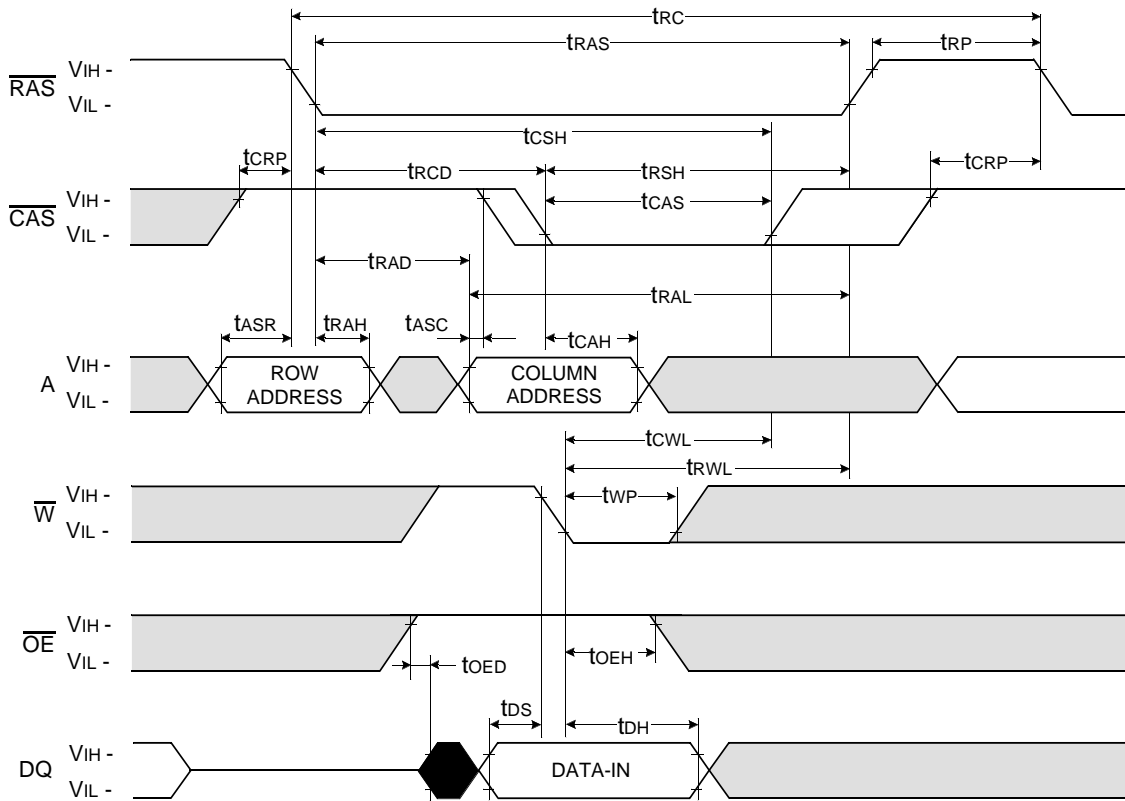 tRC
tRAS
tRP
RAS
VIH -
VIL -
tCSH
tCRP
tRCD
tRSH
tCRP
CAS
VIH -
VIL -
tCAS
tRAD
tRAL
tASR
tRAH
tASC
tCAH
A
VIH -
VIL -
ROW
ADDRESS
COLUMN
ADDRESS
tCWL
tRWL
W
VIH -
VIL -
tWP
OE
VIH -
VIL -
tOED
tOEH
tDS
tDH
DQ
VIH -
VIL -
DATA-IN